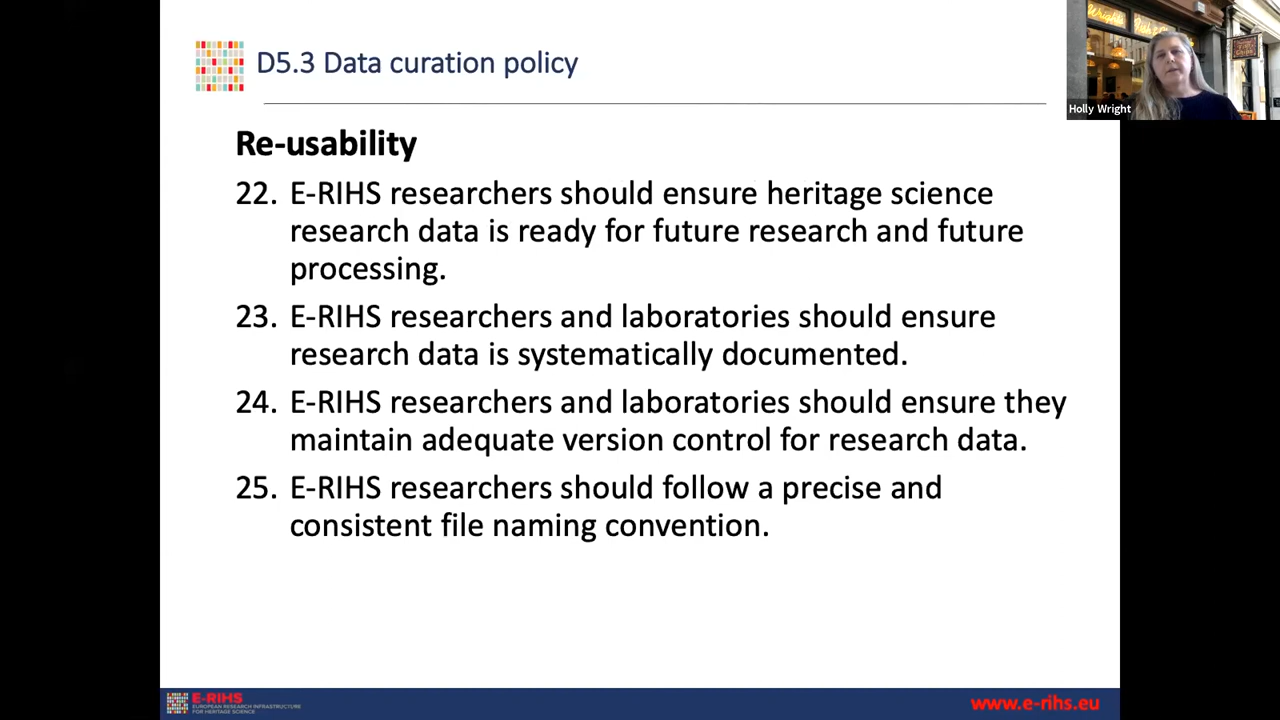 D5.3 Data curation policy
Holly Wright
Re-usability
22. E-RIHS researchers should ensure heritage science
research data is ready for future research and future
processing.
23. E-RIHS researchers and laboratories should ensure
research data is systematically documented.
24. E-RIHS researchers and laboratories should ensure they
maintain adequate version control for research data.
25. E-RIHS researchers should follow a precise and
consistent file naming convention.
E-RIHS
EUROPEAN RESEARCH INFRASTRUCTURE
FOR HERITAGE SCIENCE
www.e-rihs.eu